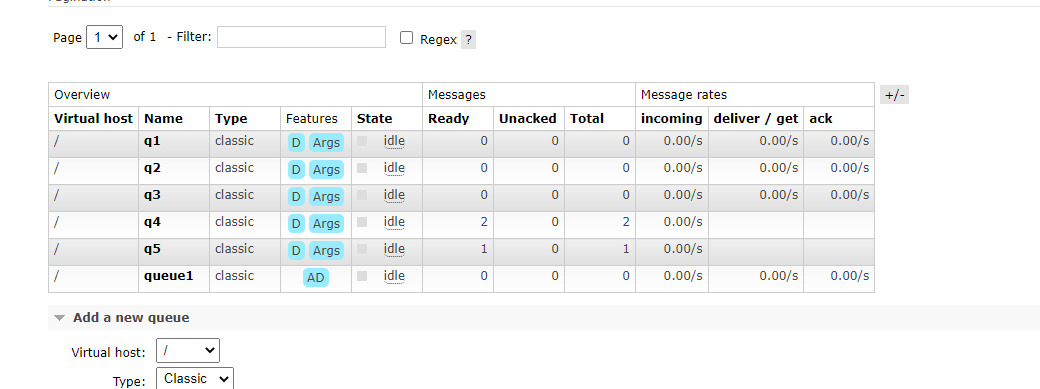 Page 1 of 1 - Filter: Regex ?
Overview Messages Message rates +/-
Virtual host Name Type Features State Ready Unacked Total incoming deliver / get ack
/ q1 classic D Args idle 0 0 0 0.00/s 0.00/s 0.00/s
/ q2 classic D Args idle 0 0 0 0.00/s 0.00/s 0.00/s
/ q3 classic D Args idle 0 0 0 0.00/s 0.00/s 0.00/s
/ q4 classic D Args idle 2 0 2 0.00/s
/ q5 classic D Args idle 1 0 1 0.00/s
/ queue1 classic AD idle 0 0 0 0.00/s 0.00/s 0.00/s
Add a new queue
Virtual host: /
Type: Classic